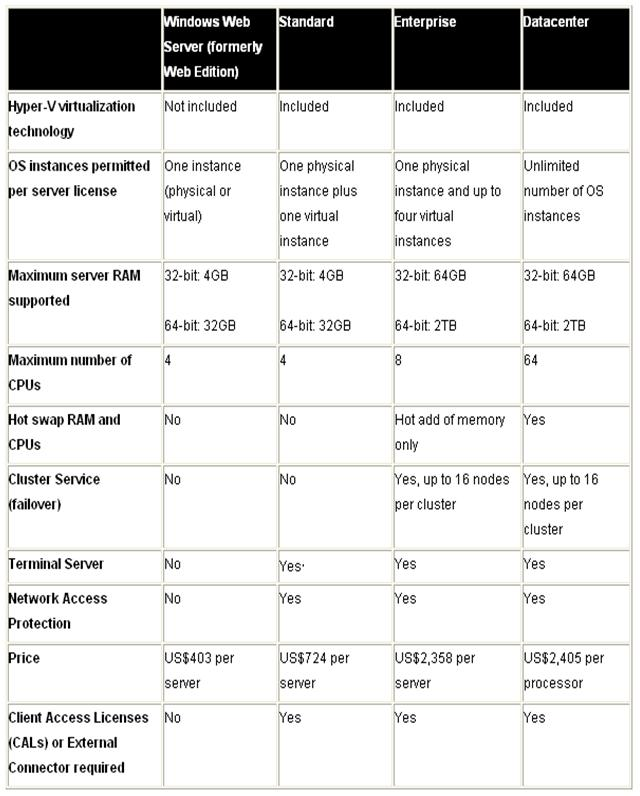 Windows Web Server (formerly Web Edition)
Standard
Enterprise
Datacenter
Hyper-V virtualization technology
Not included
Included
Included
Included
OS instances permitted per server license
One instance (physical or virtual)
One physical instance plus one virtual instance
One physical instance and up to four virtual instances
Unlimited number of OS instances
Maximum server RAM supported
32-bit: 4GB
64-bit: 32GB
32-bit: 4GB
64-bit: 32GB
32-bit: 64GB
64-bit: 2TB
32-bit: 64GB
64-bit: 2TB
Maximum number of CPUs
4
4
8
64
Hot swap RAM and CPUs
No
No
Hot add of memory only
Yes
Cluster Service (failover)
No
No
Yes, up to 16 nodes per cluster
Yes, up to 16 nodes per cluster
Terminal Server
No
Yes·
Yes
Yes
Network Access Protection
No
Yes
Yes
Yes
Price
US$403 per server
US$724 per server
US$2,358 per server
US$2,405 per processor
Client Access Licenses (CALs) or External Connector required
No
Yes
Yes
Yes